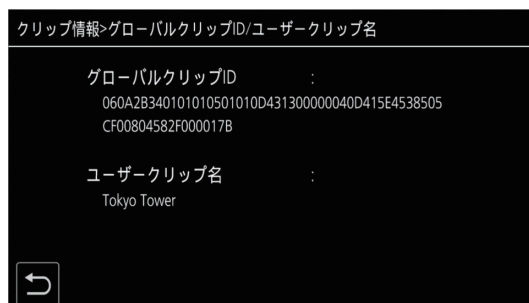 クリップ情報>グローバルクリップID/ユーザークリップ名
グローバルクリップID :
060A2B340101010501010D431300000040D415E4538505
CF00804582F000017B
ユーザークリップ名 :
Tokyo Tower